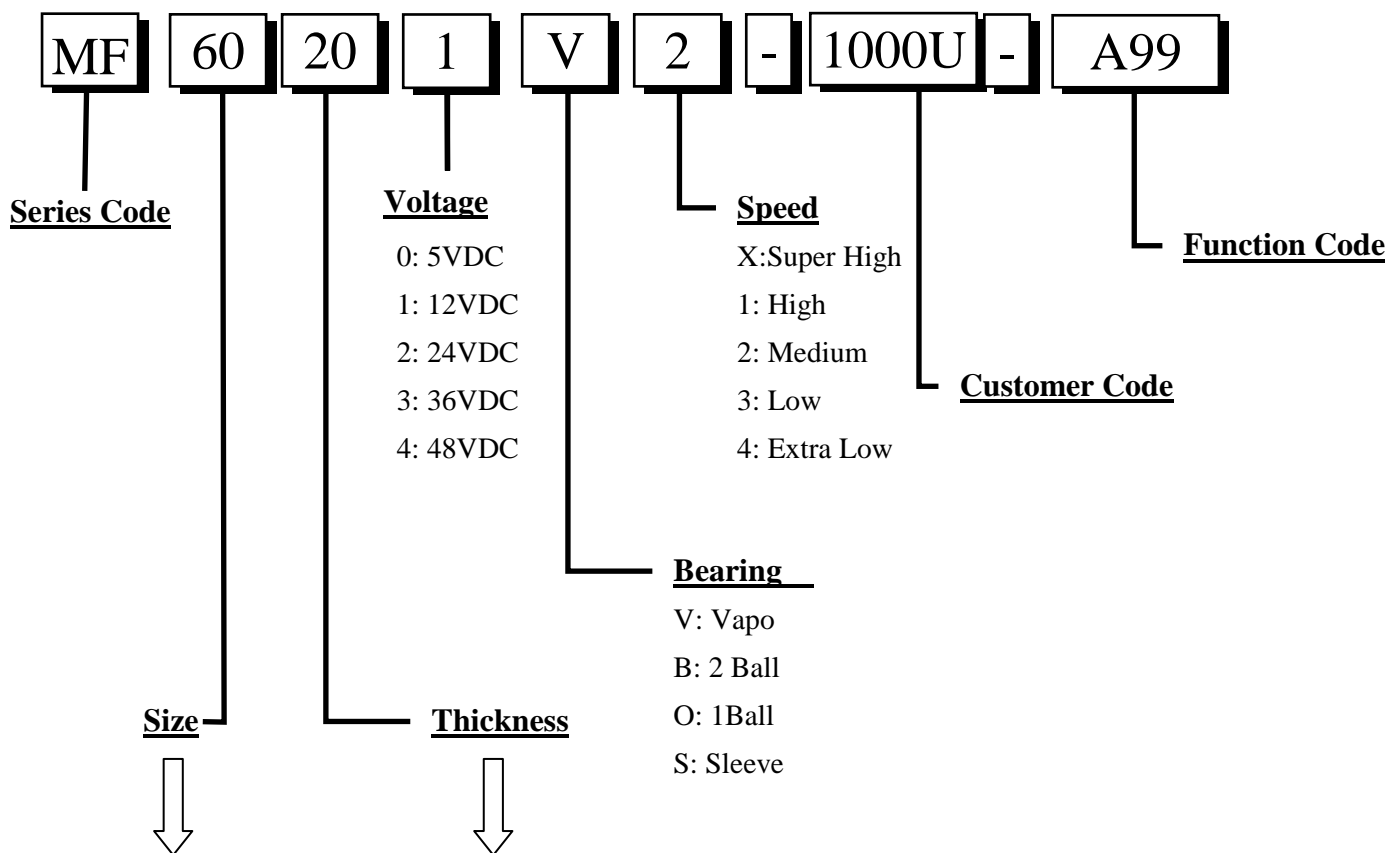 MF 60 20 1 V 2 - 1000U - A99
Series Code
Voltage
0: 5VDC
1: 12VDC
2: 24VDC
3: 36VDC
4: 48VDC
Speed
X:Super High
1: High
2: Medium
3: Low
4: Extra Low
Function Code
Customer Code
Bearing
V: Vapo
B: 2 Ball
O: 1Ball
S: Sleeve
Size
Thickness